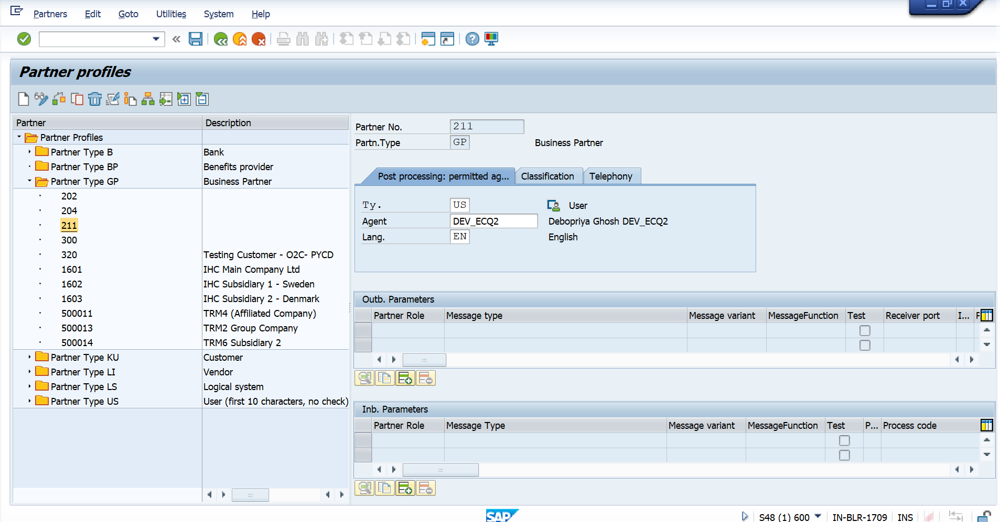 Partners Edit Goto Utilities System Help
Partner profiles
Partner Description
Partner Profiles
Partner Type B Bank
Partner Type BP Benefits provider
Partner Type GP Business Partner
202
204
211
300
320 Testing Customer - O2C- PYCD
1601 IHC Main Company Ltd
1602 IHC Subsidiary 1 - Sweden
1603 IHC Subsidiary 2 - Denmark
500011 TRM4 (Affiliated Company)
500013 TRM2 Group Company
500014 TRM6 Subsidiary 2
Partner Type KU Customer
Partner Type LI Vendor
Partner Type LS Logical system
Partner Type US User (first 10 characters, no check)
Partner No. 211
Partn.Type GP Business Partner
Post processing: permitted ag... Classification Telephony
Ty. US User
Agent DEV_ECQ2 Debopriya Ghosh DEV_ECQ2
Lang. EN English
Outb. Parameters
Partner Role Message type Message variant MessageFunction Test Receiver port I... F
Inb. Parameters
Partner Role Message Type Message variant MessageFunction Test P... Process code
SAP S48 (1) 600 IN-BLR-1709 INS